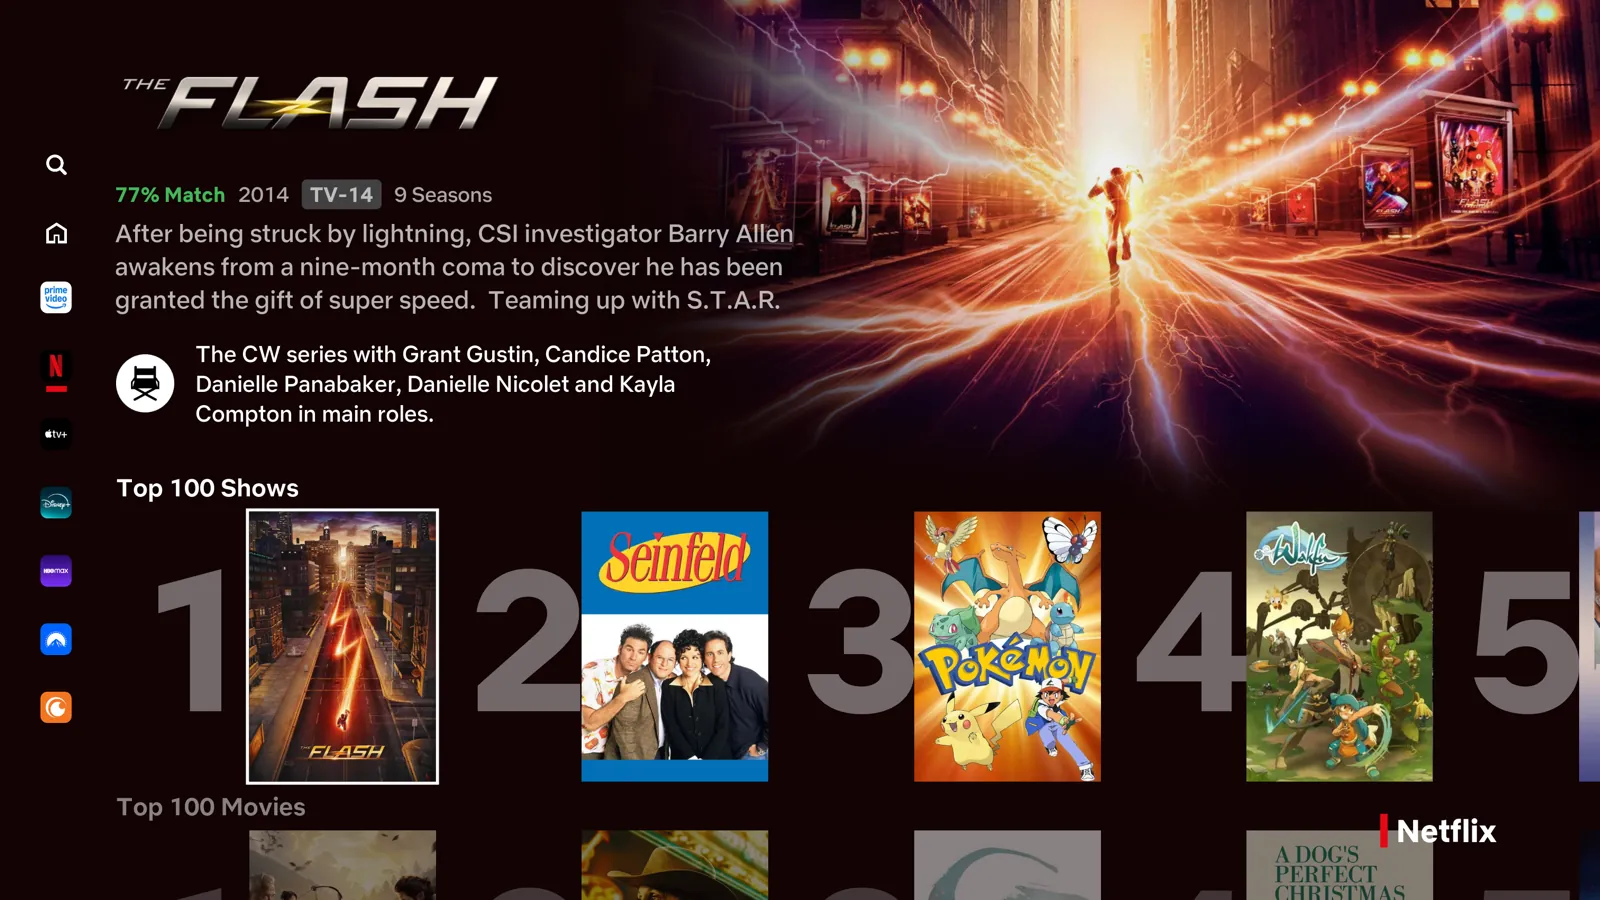 THE FLASH
77% Match 2014 TV-14 9 Seasons
After being struck by lightning, CSI investigator Barry Allen
awakens from a nine-month coma to discover he has been
granted the gift of super speed.  Teaming up with S.T.A.R.
The CW series with Grant Gustin, Candice Patton,
Danielle Panabaker, Danielle Nicolet and Kayla
Compton in main roles.
prime
video
N
tv+
Disney+
HBO max
Top 100 Shows
1
THE FLASH
2
Seinfeld
3
POKéMON
4
Wakfu
5
Top 100 Movies
Netflix
A DOG'S
PERFECT
CHRISTMAS